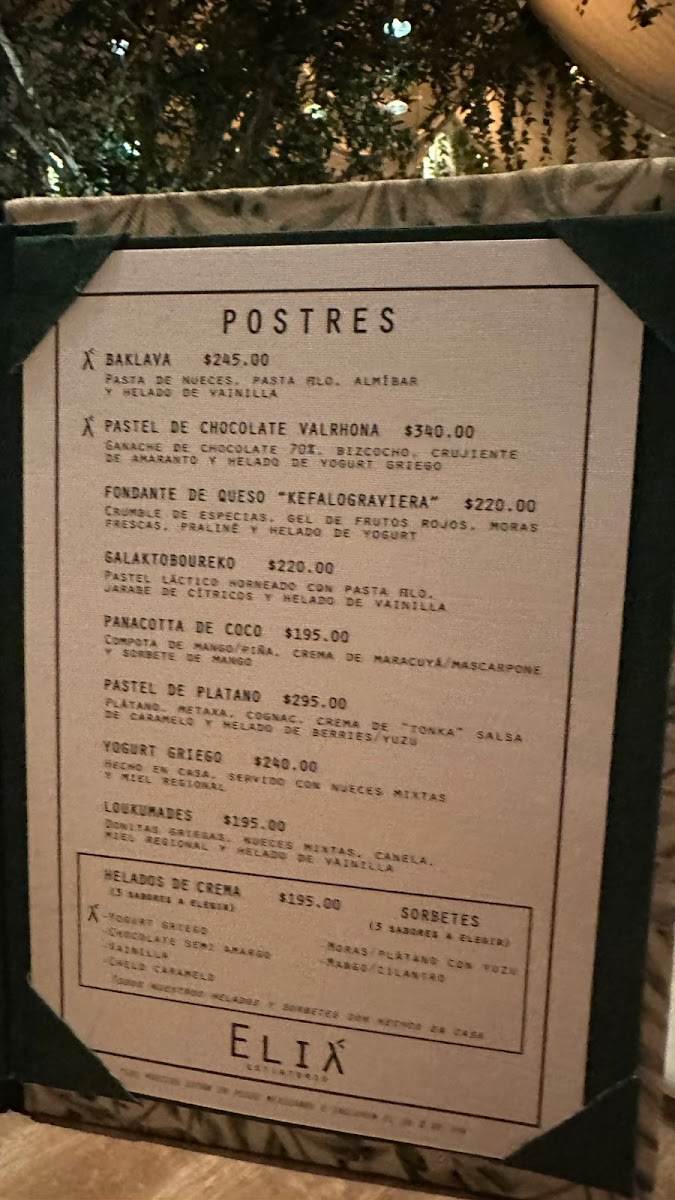 POSTRES
BAKLAVA $245.00
PASTA DE NUECES, PASTA FILO, ALMÍBAR
Y HELADO DE VAINILLA
PASTEL DE CHOCOLATE VALRHONA $340.00
GANACHE DE CHOCOLATE 70%, BIZCOCHO, CRUJIENTE
DE AMARANTO Y HELADO DE YOGURT GRIEGO
FONDANTE DE QUESO "KEFALOGRAVIERA" $220.00
CRUMBLE DE ESPECIAS, GEL DE FRUTOS ROJOS, MORAS
FRESCAS, PRALINÉ Y HELADO DE YOGURT
GALAKTOBOUREKO $220.00
PASTEL LÁCTICO HORNEADO CON PASTA FILO,
JARABE DE CÍTRICOS Y HELADO DE VAINILLA
PANACOTTA DE COCO $195.00
COMPOTA DE MANGO/PIÑA, CREMA DE MARACUYÁ/MASCARPONE
Y SORBETE DE MANGO
PASTEL DE PLATANO $295.00
PLÁTANO, METAXA, COGNAC, CREMA DE "TONKA" SALSA
DE CARAMELO Y HELADO DE BERRIES/YUZU
YOGURT GRIEGO $240.00
HECHO EN CASA, SERVIDO CON NUECES MIXTAS
Y MIEL REGIONAL
LOUKUMADES $195.00
DONITAS GRIEGAS, NUECES MIXTAS, CANELA,
MIEL REGIONAL Y HELADO DE VAINILLA
HELADOS DE CREMA $195.00 SORBETES
(3 SABORES A ELEGIR) (3 SABORES A ELEGIR)
-YOGURT GRIEGO
-CHOCOLATE SEMI AMARGO -MORAS/PLÁTANO CON YUZU
-VAINILLA -MANGO/CILANTRO
-CHELO CARAMELO
TODOS NUESTROS HELADOS Y SORBETES SON HECHOS EN CASA
ELIÁ
ESTIATORIO